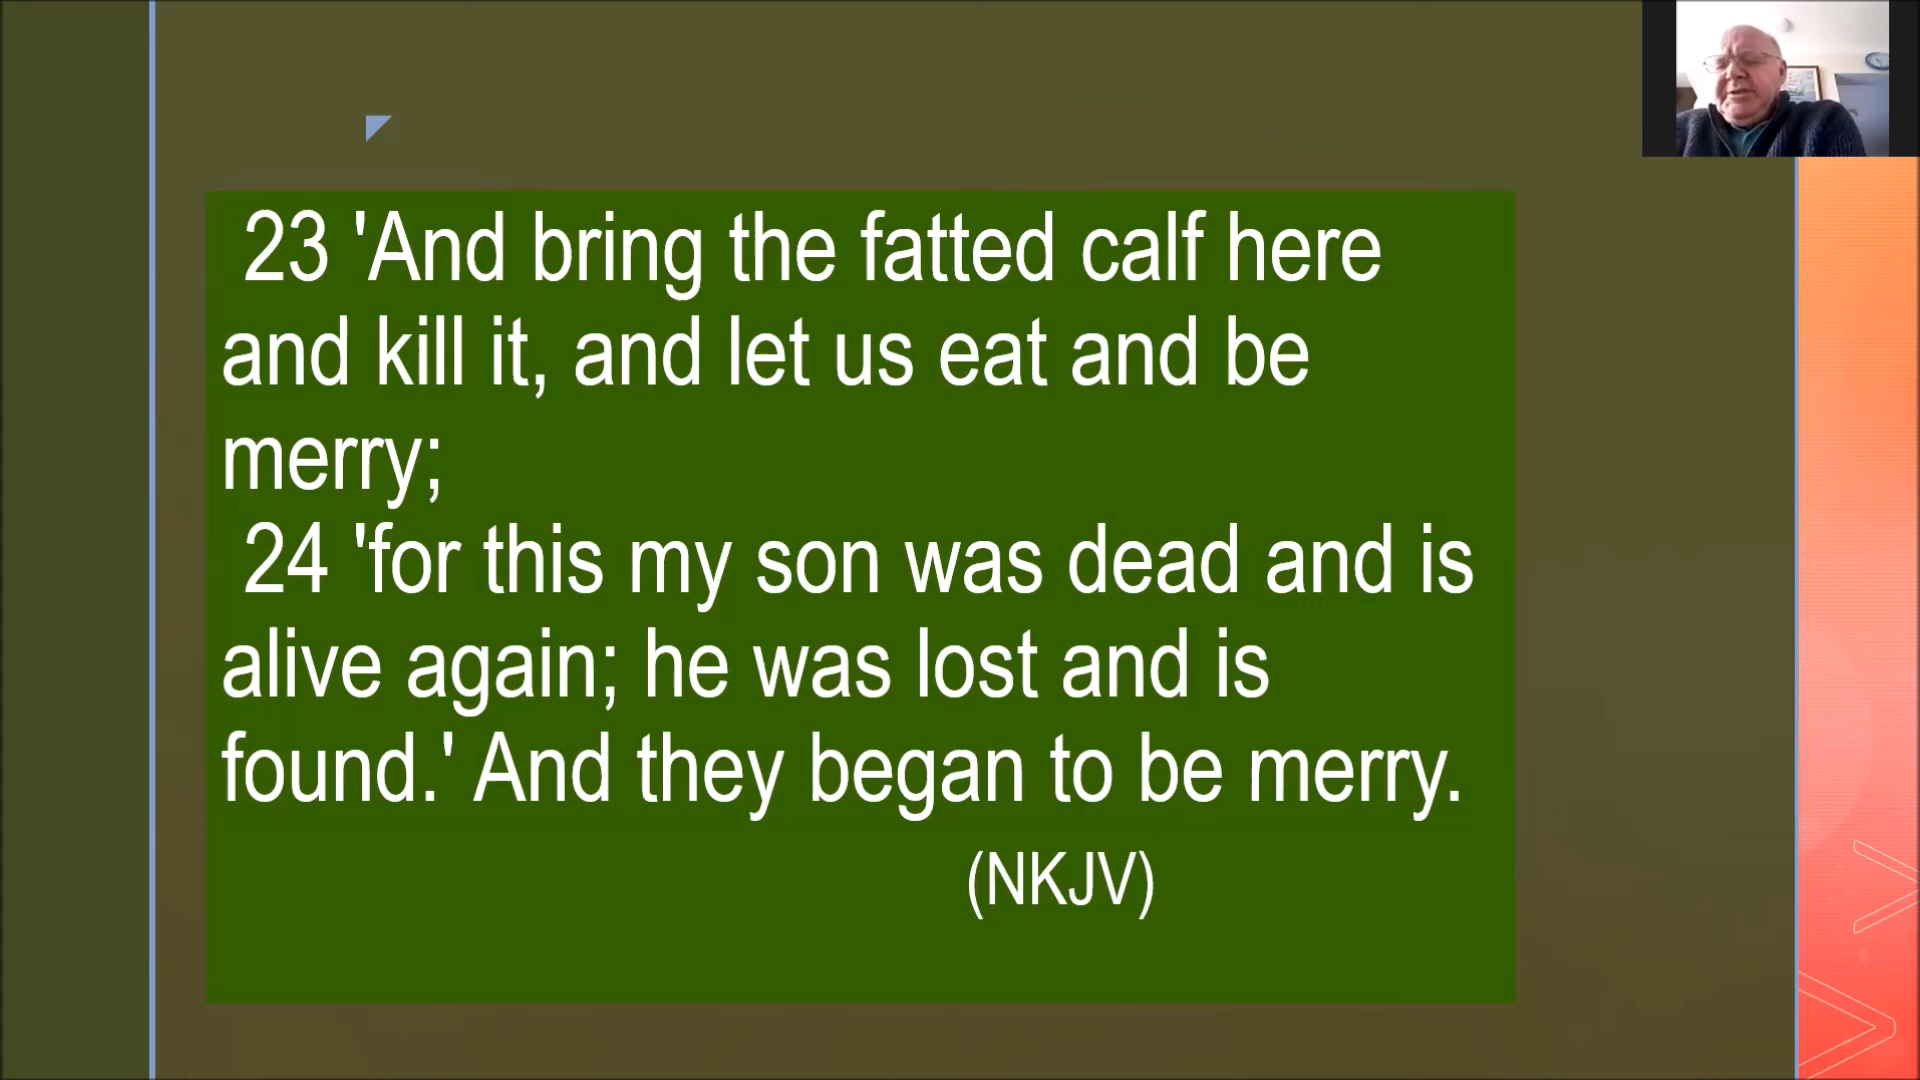 23 'And bring the fatted calf here
and kill it, and let us eat and be
merry;
24 'for this my son was dead and is
alive again; he was lost and is
found.' And they began to be merry.
(NKJV)